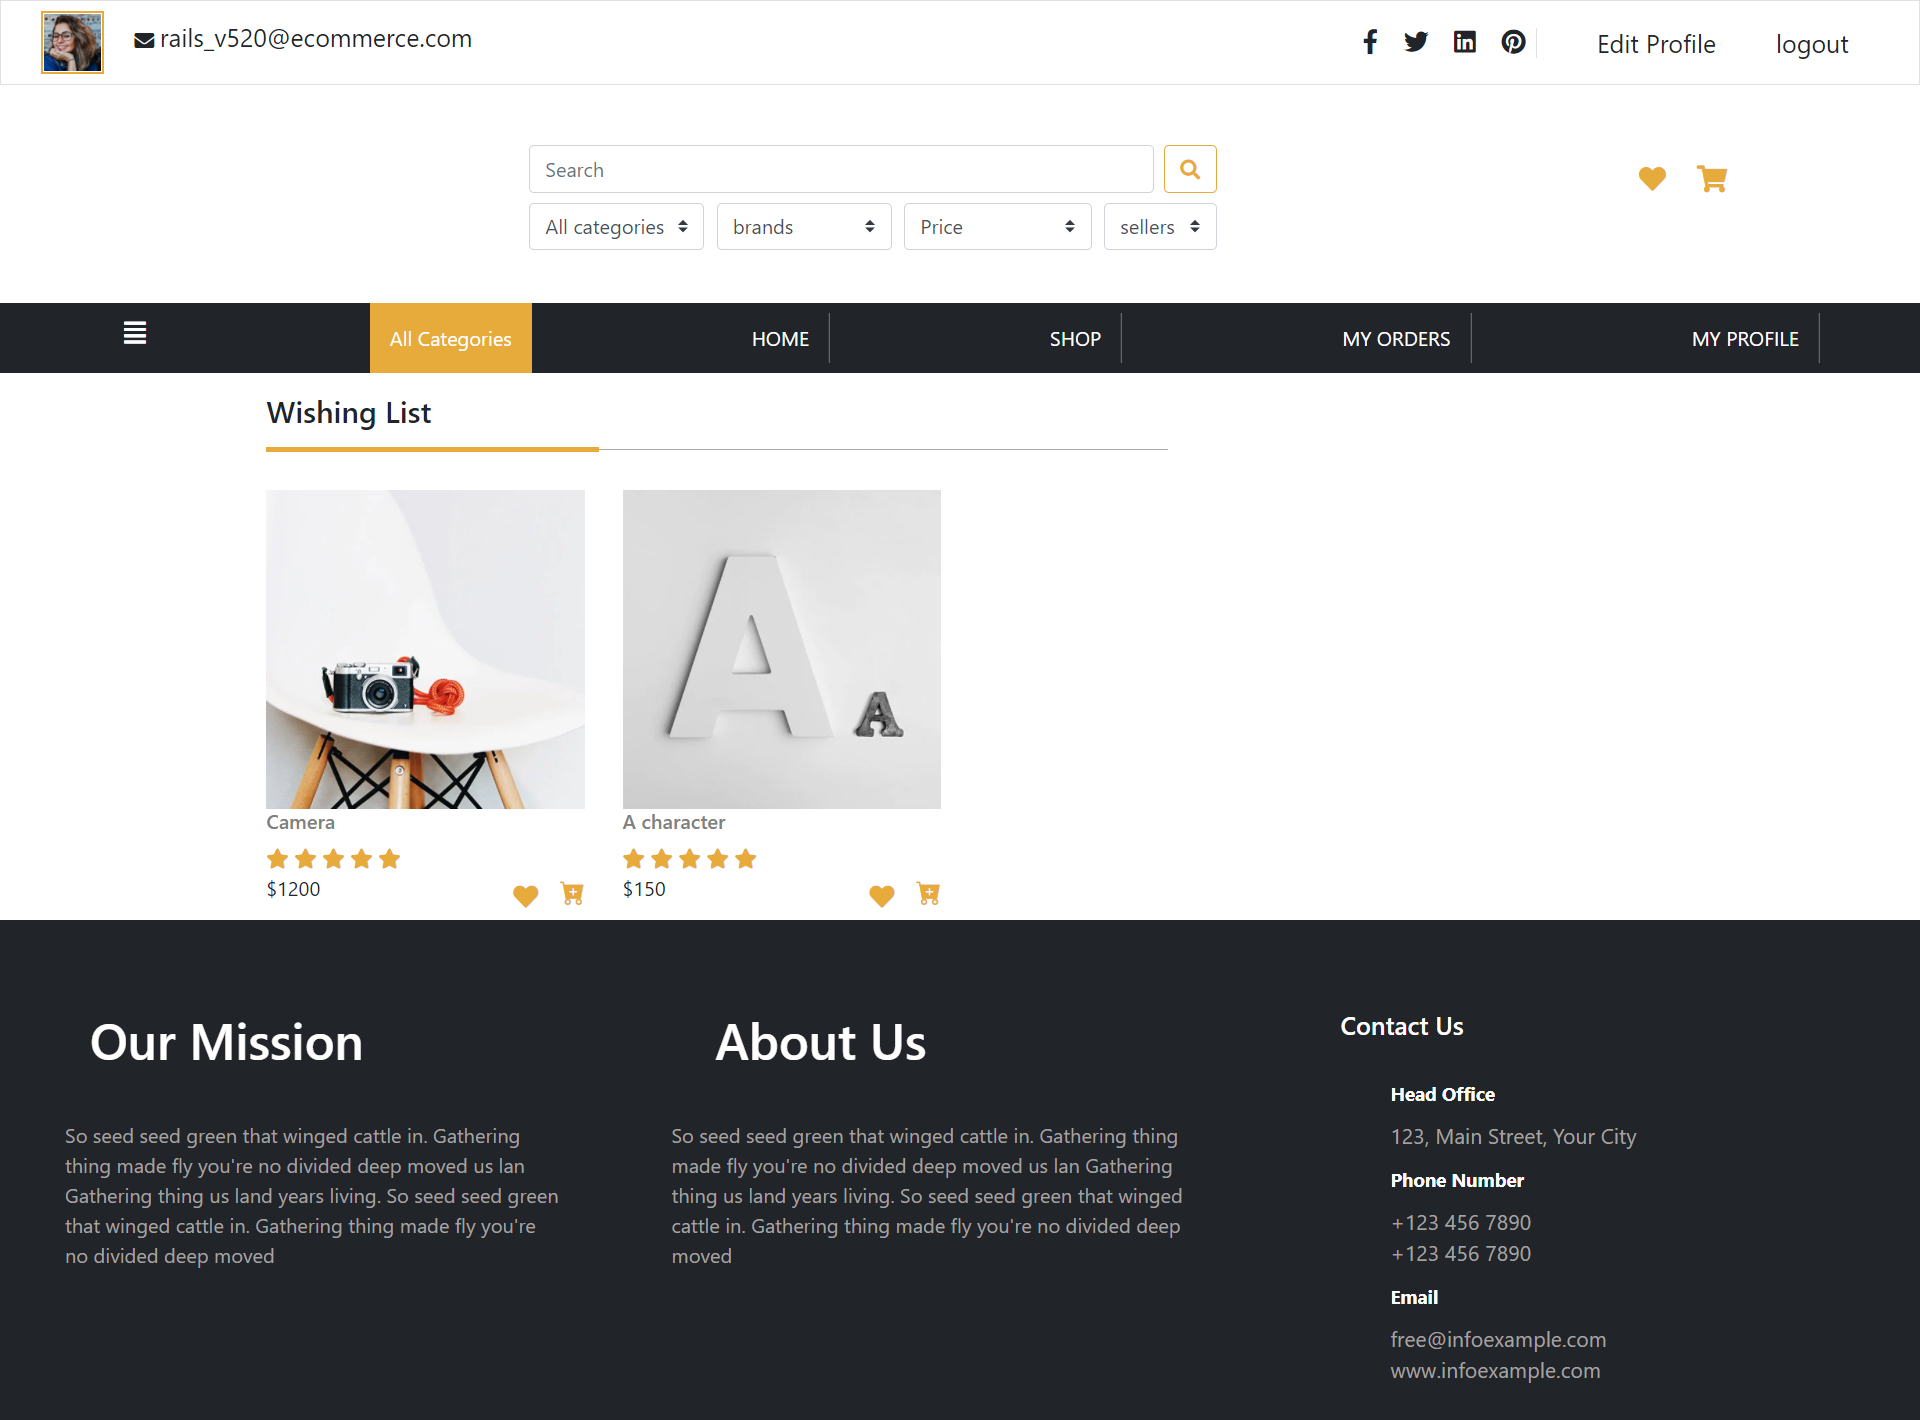 rails_v520@ecommerce.com
Edit Profile
logout
Search
All categories
brands
Price
sellers
All Categories
HOME
SHOP
MY ORDERS
MY PROFILE
Wishing List
A A
Camera
A character
$1200
$150
Our Mission
So seed seed green that winged cattle in. Gathering
thing made fly you're no divided deep moved us lan
Gathering thing us land years living. So seed seed green
that winged cattle in. Gathering thing made fly you're
no divided deep moved
About Us
So seed seed green that winged cattle in. Gathering thing
made fly you're no divided deep moved us lan Gathering
thing us land years living. So seed seed green that winged
cattle in. Gathering thing made fly you're no divided deep
moved
Contact Us
Head Office
123, Main Street, Your City
Phone Number
+123 456 7890
+123 456 7890
Email
free@infoexample.com
www.infoexample.com